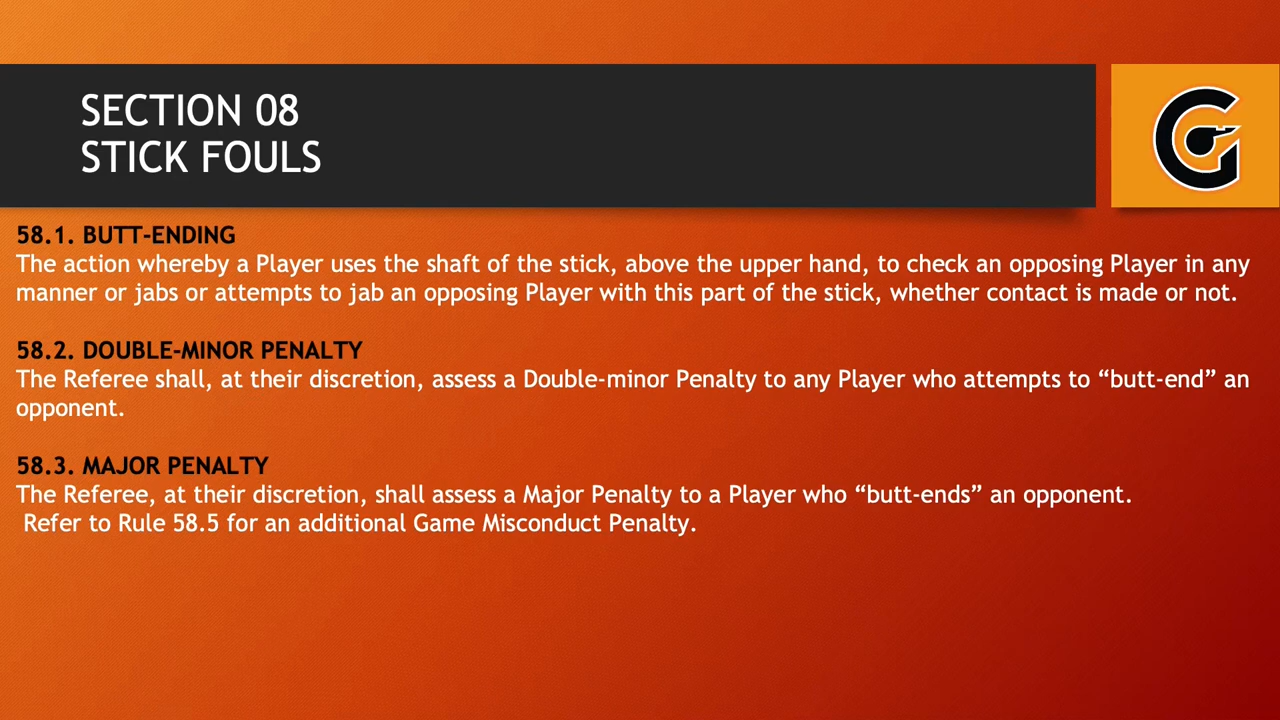 SECTION 08
STICK FOULS
58.1. BUTT-ENDING
The action whereby a Player uses the shaft of the stick, above the upper hand, to check an opposing Player in any
manner or jabs or attempts to jab an opposing Player with this part of the stick, whether contact is made or not.
58.2. DOUBLE-MINOR PENALTY
The Referee shall, at their discretion, assess a Double-minor Penalty to any Player who attempts to “butt-end” an
opponent.
58.3. MAJOR PENALTY
The Referee, at their discretion, shall assess a Major Penalty to a Player who “butt-ends” an opponent.
Refer to Rule 58.5 for an additional Game Misconduct Penalty.